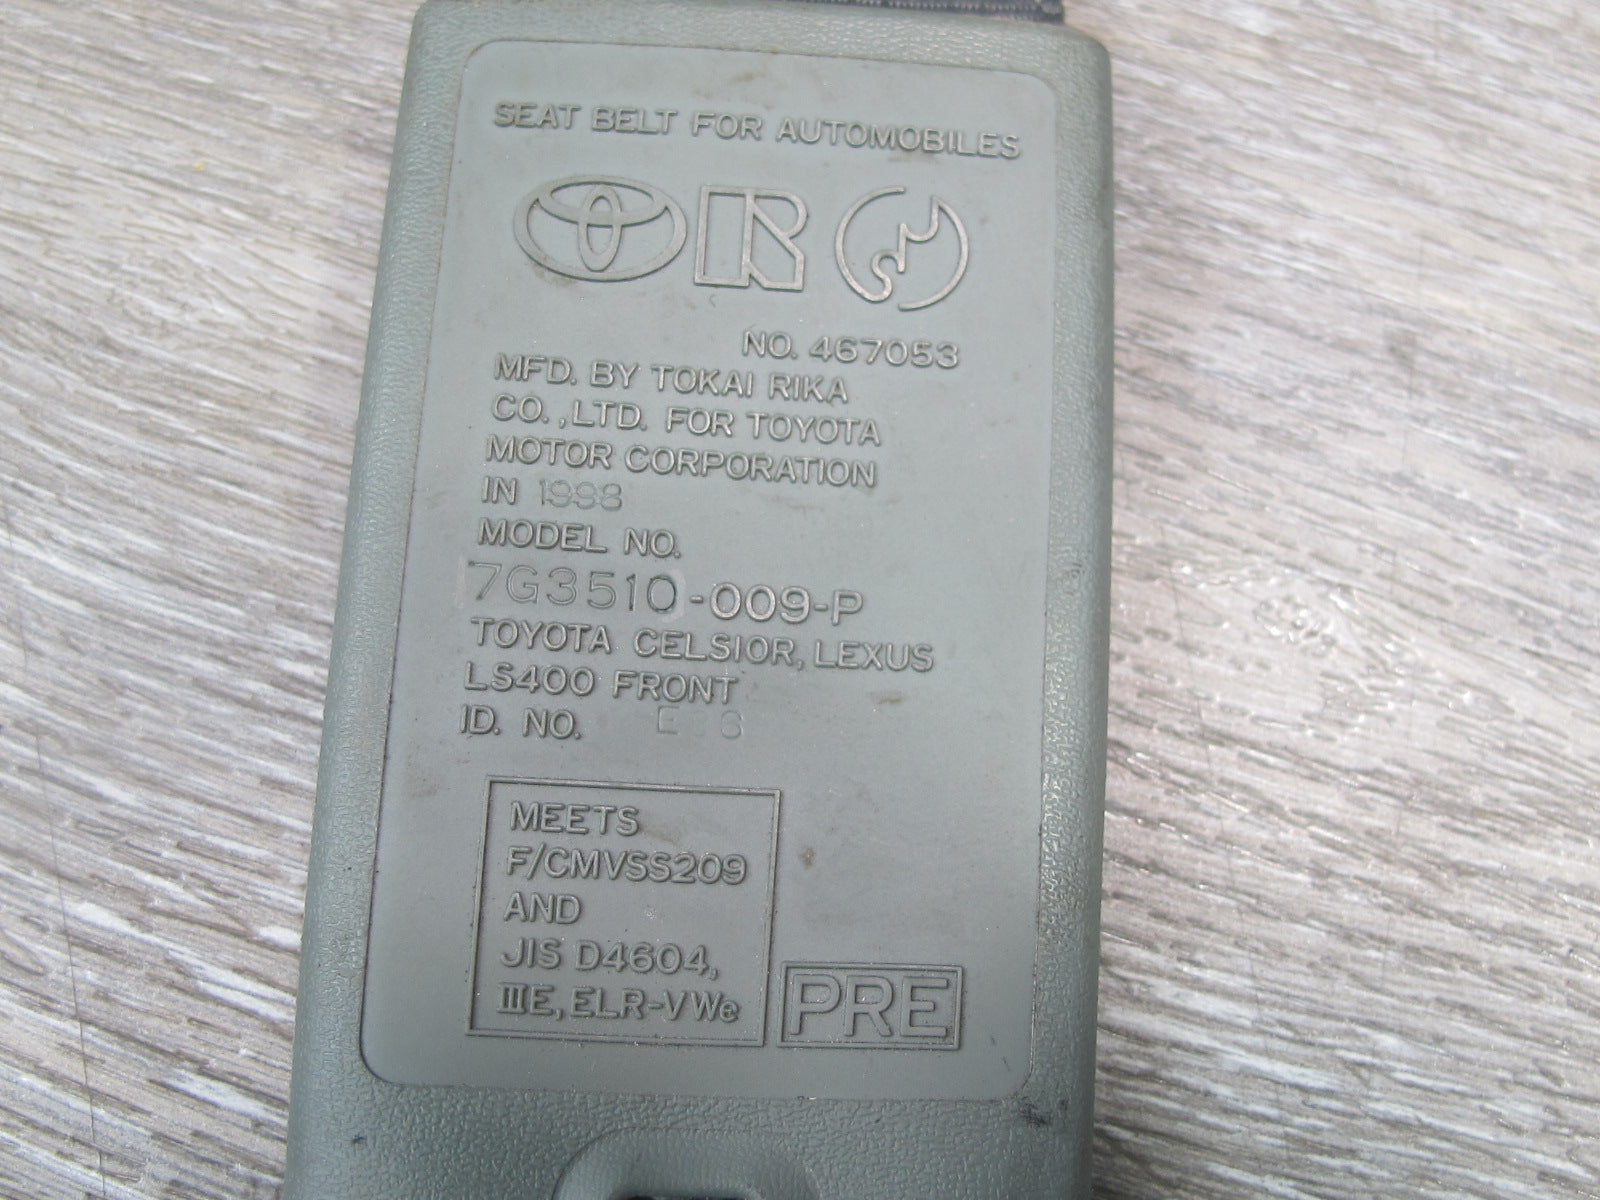 SEAT BELT FOR AUTOMOBILES
NO. 467053
MFD. BY TOKAI RIKA
CO., LTD. FOR TOYOTA
MOTOR CORPORATION
IN 1998
MODEL NO.
7G3510-009-P
TOYOTA CELSIOR, LEXUS
LS400 FRONT
ID. NO.
MEETS
F/CMVSS209
AND
JIS D4604,
IIIE, ELR-VWe
PRE